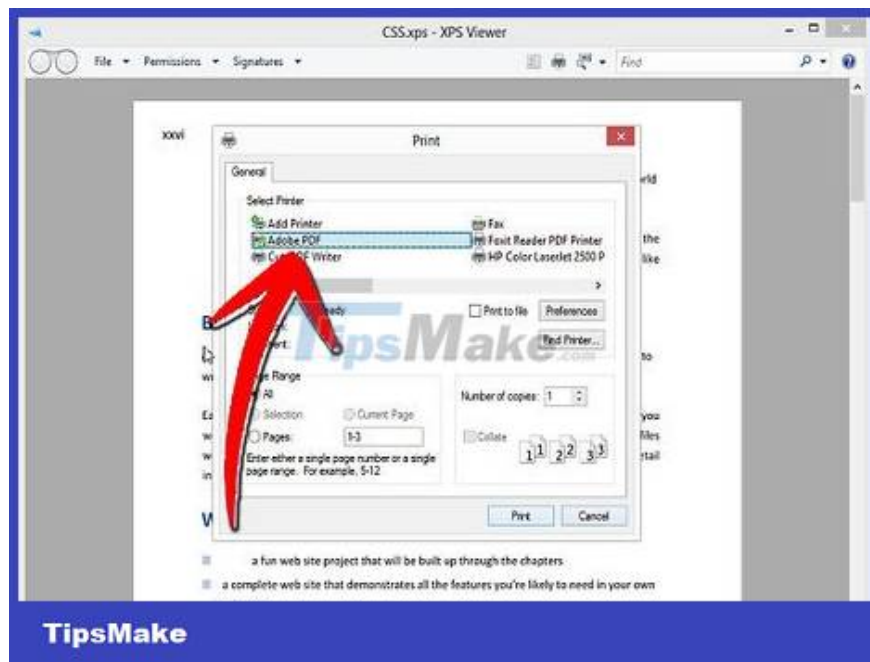 CSS.xps - XPS Viewer
File Permissions Signatures Find
xxvi
Print
General
Select Printer
Add Printer Fax
Adobe PDF Foxit Reader PDF Printer
Writer HP Color LaserJet 2500 P
Print to file Preferences
Find Printer...
TipsMake.com
Page Range
All Number of copies: 1
Selection Current Page
Pages: 1-3 Collate
11 22 33
Enter either a single page number or a single
page range. For example, 5-12
Print Cancel
the
like
to
you
files
a fun web site project that will be built up through the chapters
a complete web site that demonstrates all the features you're likely to need in your own
TipsMake